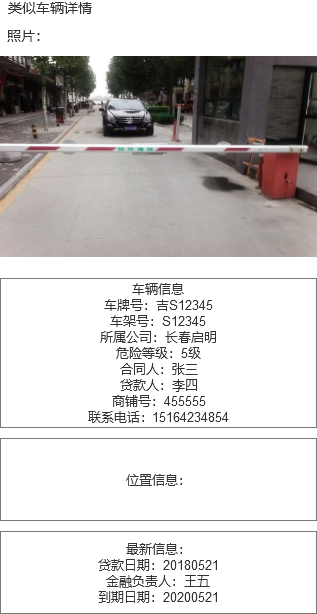 类似车辆详情
照片：
车辆信息
车牌号：吉S12345
车架号：S12345
所属公司：长春启明
危险等级：5级
合同人：张三
贷款人：李四
商铺号：455555
联系电话：15164234854
位置信息：
最新信息：
贷款日期：20180521
金融负责人：王五
到期日期：20200521